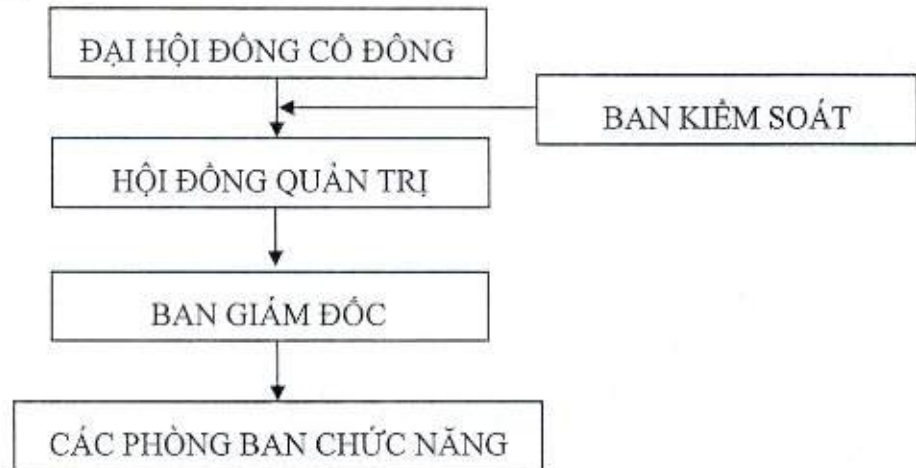 ĐẠI HỘI ĐỒNG CỔ ĐÔNG
BAN KIỂM SOÁT
HỘI ĐỒNG QUẢN TRỊ
BAN GIÁM ĐỐC
CÁC PHÒNG BAN CHỨC NĂNG